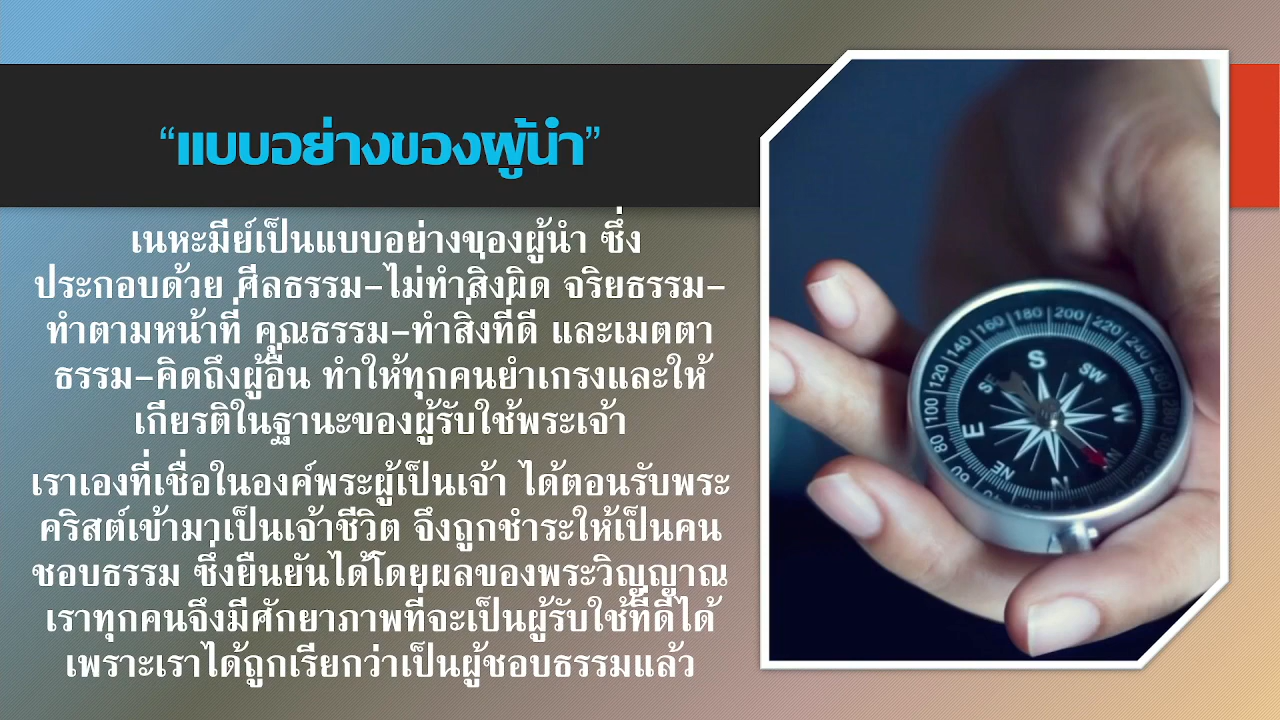 “แบบอย่างของผู้นำ”
เนหะมีย์เป็นแบบอย่างของผู้นำ ซึ่ง
ประกอบด้วย ศีลธรรม-ไม่ทำสิ่งผิด จริยธรรม-
ทำตามหน้าที่ คุณธรรม-ทำสิ่งที่ดี และเมตตา
ธรรม-คิดถึงผู้อื่น ทำให้ทุกคนยำเกรงและให้
เกียรติในฐานะของผู้รับใช้พระเจ้า
เราเองที่เชื่อในองค์พระผู้เป็นเจ้า ได้ตอนรับพระ
คริสต์เข้ามาเป็นเจ้าชีวิต จึงถูกชำระให้เป็นคน
ชอบธรรม ซึ่งยืนยันได้โดยผลของพระวิญญาณ
เราทุกคนจึงมีศักยาภาพที่จะเป็นผู้รับใช้ที่ดีได้
เพราะเราได้ถูกเรียกว่าเป็นผู้ชอบธรรมแล้ว
80 100 120 140 160 180 200 220 240 260 280 300
S
SE SW
E W
NE
N